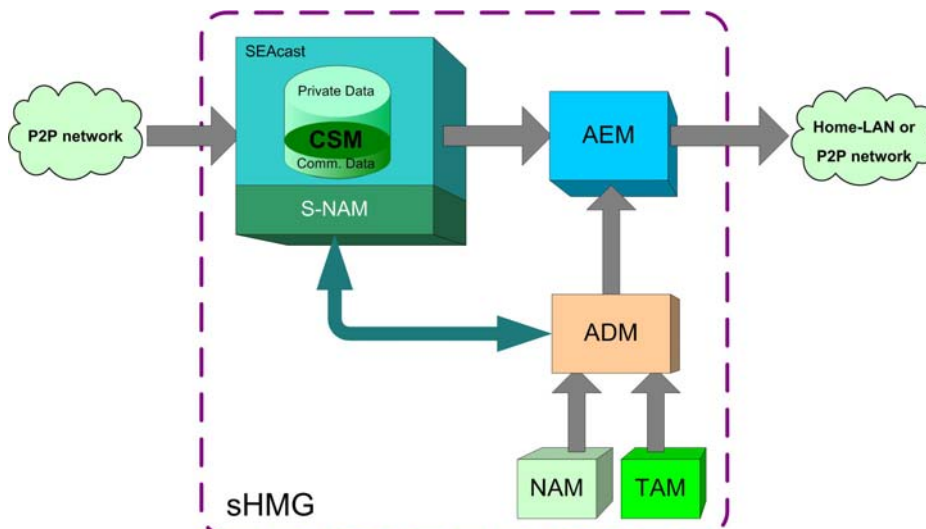 SEAcast
Private Data
CSM
Comm. Data
S-NAM
P2P network
AEM
Home-LAN or
P2P network
ADM
NAM
TAM
sHMG